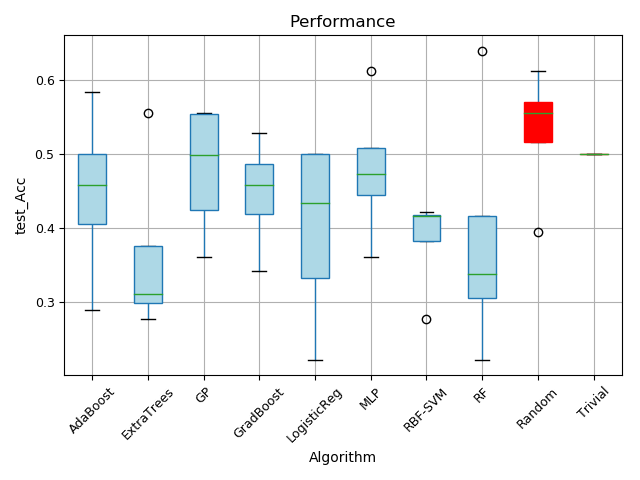 Performance
test_Acc
0.6
0.5
0.4
0.3
AdaBoost
ExtraTrees
GP
GradBoost
LogisticReg
MLP
RBF-SVM
RF
Random
Trivial
Algorithm